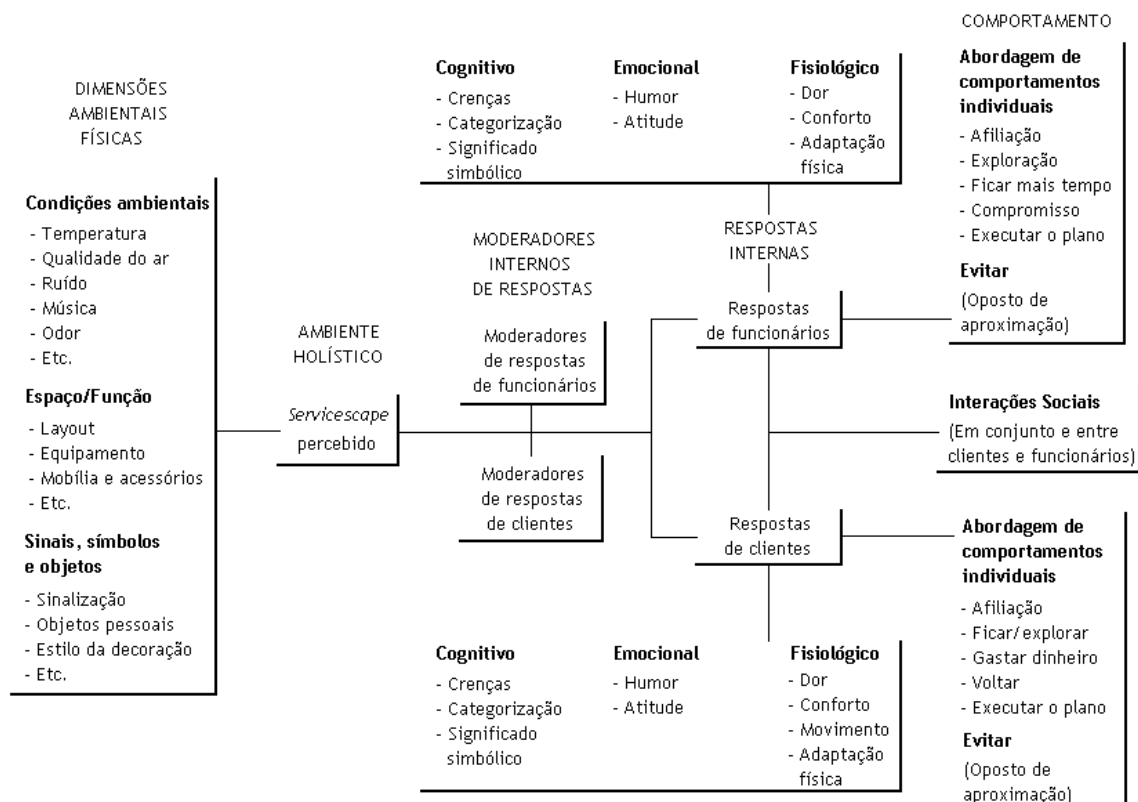 DIMENSÕES
AMBIENTAIS
FÍSICAS
Condições ambientais
- Temperatura
- Qualidade do ar
- Ruído
- Música
- Odor
- Etc.
Espaço/Função
- Layout
- Equipamento
- Mobília e acessórios
- Etc.
Sinais, símbolos
e objetos
- Sinalização
- Objetos pessoais
- Estilo da decoração
- Etc.
AMBIENTE
HOLÍSTICO
Servicescape
percebido
MODERADORES
INTERNOS
DE RESPOSTAS
Moderadores
de respostas
de funcionários
Moderadores
de respostas
de clientes
Cognitivo
- Crenças
- Categorização
- Significado
simbólico
Emocional
- Humor
- Atitude
Fisiológico
- Dor
- Conforto
- Adaptação
física
RESPOSTAS
INTERNAS
Respostas
de funcionários
Respostas
de clientes
Cognitivo
- Crenças
- Categorização
- Significado
simbólico
Emocional
- Humor
- Atitude
Fisiológico
- Dor
- Conforto
- Movimento
- Adaptação
física
COMPORTAMENTO
Abordagem de
comportamentos
individuais
- Afiliação
- Exploração
- Ficar mais tempo
- Compromisso
- Executar o plano
Evitar
(Oposto de
aproximação)
Interações Sociais
(Em conjunto e entre
clientes e funcionários)
Abordagem de
comportamentos
individuais
- Afiliação
- Ficar/explorar
- Gastar dinheiro
- Voltar
- Executar o plano
Evitar
(Oposto de
aproximação)